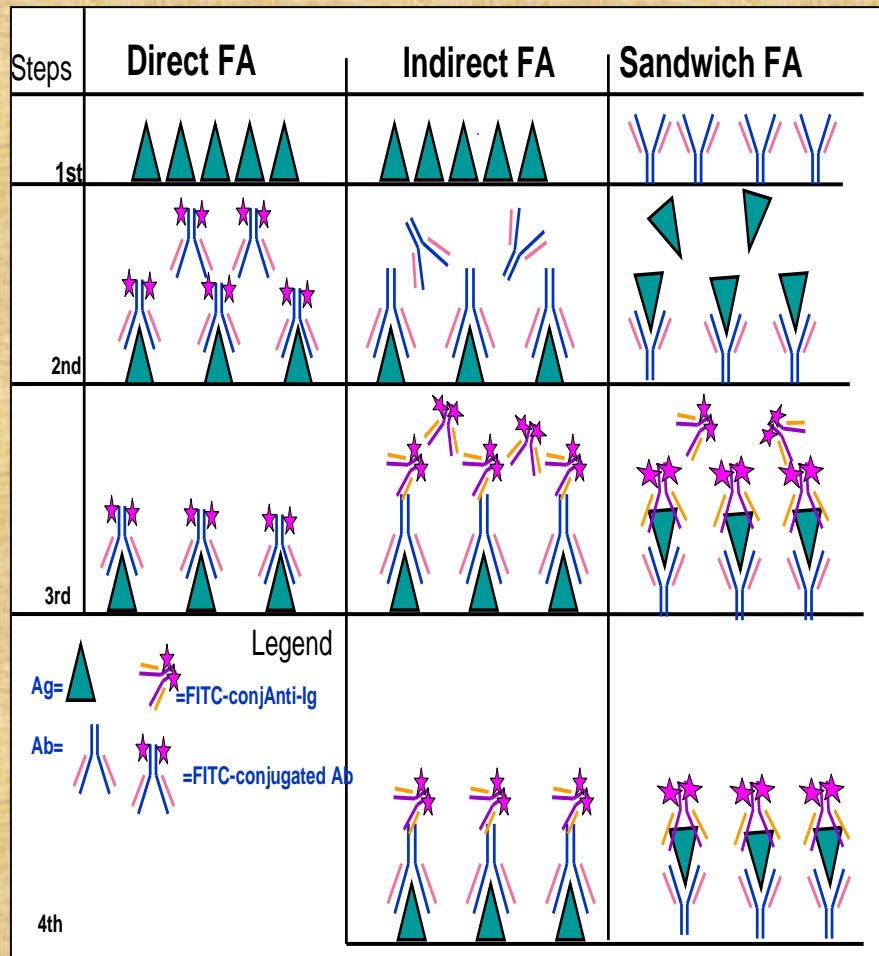 Steps
Direct FA
Indirect FA
Sandwich FA
1st
2nd
3rd
Legend
Ag=
=FITC-conjAnti-Ig
Ab=
=FITC-conjugated Ab
4th